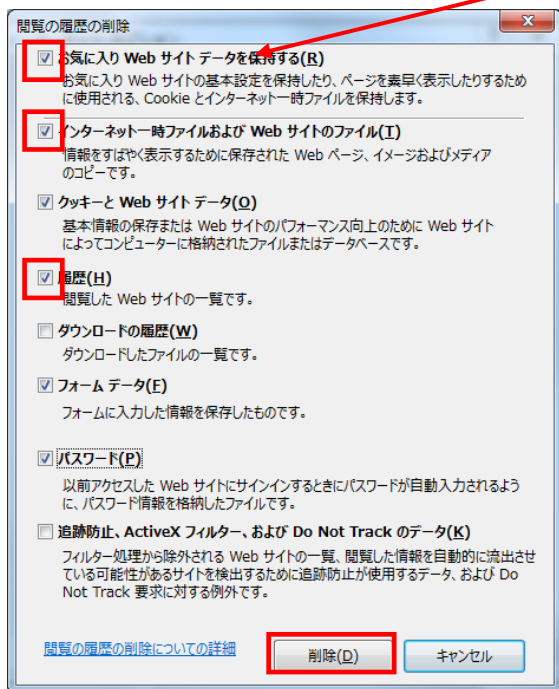 閲覧の履歴の削除
お気に入り Web サイト データを保持する(R)
お気に入り Web サイトの基本設定を保持したり、ページを素早く表示したりするため
に使用される、Cookie とインターネット一時ファイルを保持します。
インターネット一時ファイルおよび Web サイトのファイル(T)
情報をすばやく表示するために保存された Web ページ、イメージおよびメディア
のコピーです。
クッキーと Web サイト データ(O)
基本情報の保存または Web サイトのパフォーマンス向上のために Web サイト
によってコンピューターに格納されたファイルまたはデータベースです。
履歴(H)
閲覧した Web サイトの一覧です。
ダウンロードの履歴(W)
ダウンロードしたファイルの一覧です。
フォーム データ(F)
フォームに入力した情報を保存したものです。
パスワード(P)
以前アクセスした Web サイトにサインインするときにパスワードが自動入力されるよう
に、パスワード情報を格納したファイルです。
追跡防止、ActiveX フィルター、および Do Not Track のデータ(K)
フィルター処理から除外される Web サイトの一覧、閲覧した情報を自動的に流出させ
ている可能性があるサイトを検出するために追跡防止が使用するデータ、および Do
Not Track 要求に対する例外です。
閲覧の履歴の削除についての詳細
削除(D)
キャンセル